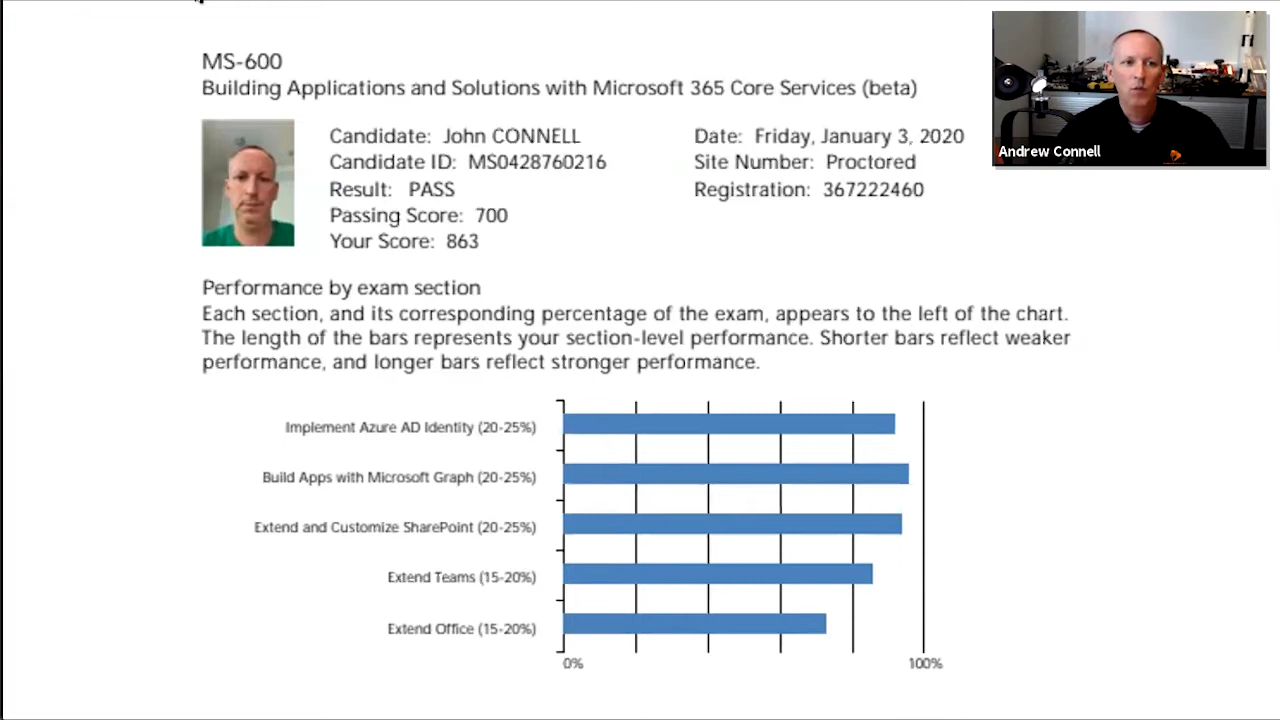 MS-600
Building Applications and Solutions with Microsoft 365 Core Services (beta)
Candidate: John CONNELL
Candidate ID: MS0428760216
Result: PASS
Passing Score: 700
Your Score: 863
Date: Friday, January 3, 2020
Site Number: Proctored
Registration: 367222460
Andrew Connell
Performance by exam section
Each section, and its corresponding percentage of the exam, appears to the left of the chart.
The length of the bars represents your section-level performance. Shorter bars reflect weaker
performance, and longer bars reflect stronger performance.
Implement Azure AD Identity (20-25%)
Build Apps with Microsoft Graph (20-25%)
Extend and Customize SharePoint (20-25%)
Extend Teams (15-20%)
Extend Office (15-20%)
0%
100%